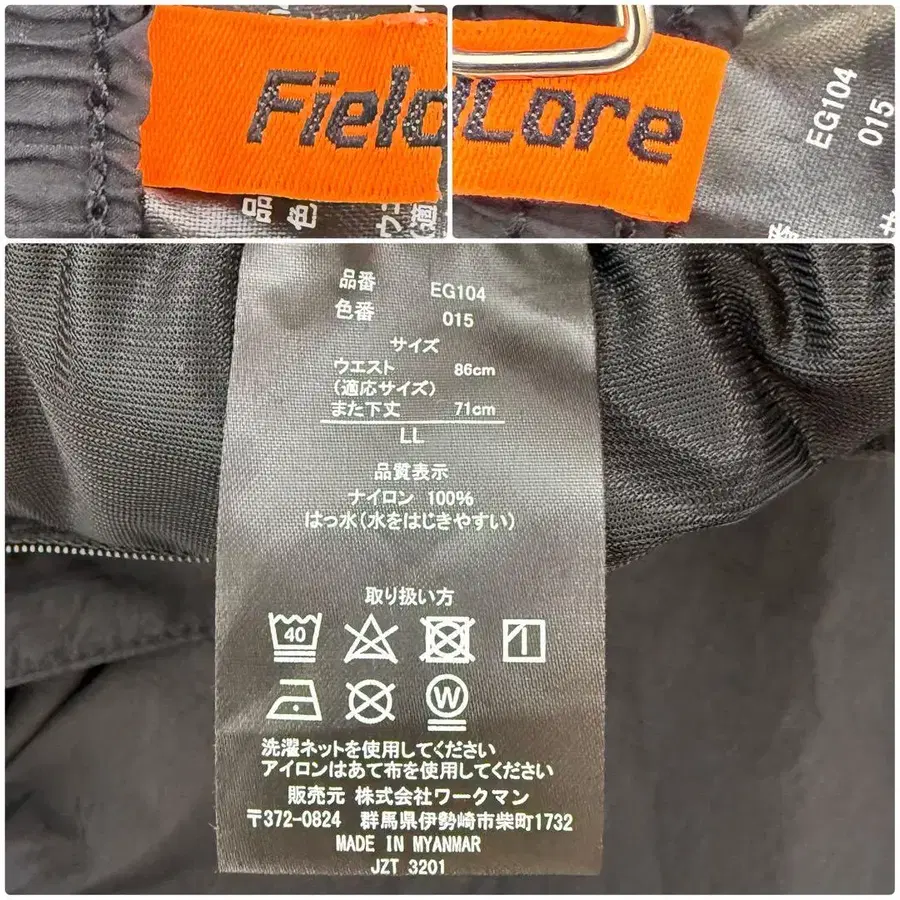 FieldLore
EG104
015
品
色
品番 EG104
色番 015
サイズ
ウエスト 86cm
(適応サイズ)
また下丈 71cm
LL
品質表示
ナイロン 100%
はっ水(水をはじきやすい)
取り扱い方
40
W
洗濯ネットを使用してください
アイロンはあて布を使用してください
販売元 株式会社ワークマン
〒372-0824 群馬県伊勢崎市柴町1732
MADE IN MYANMAR
JZT 3201